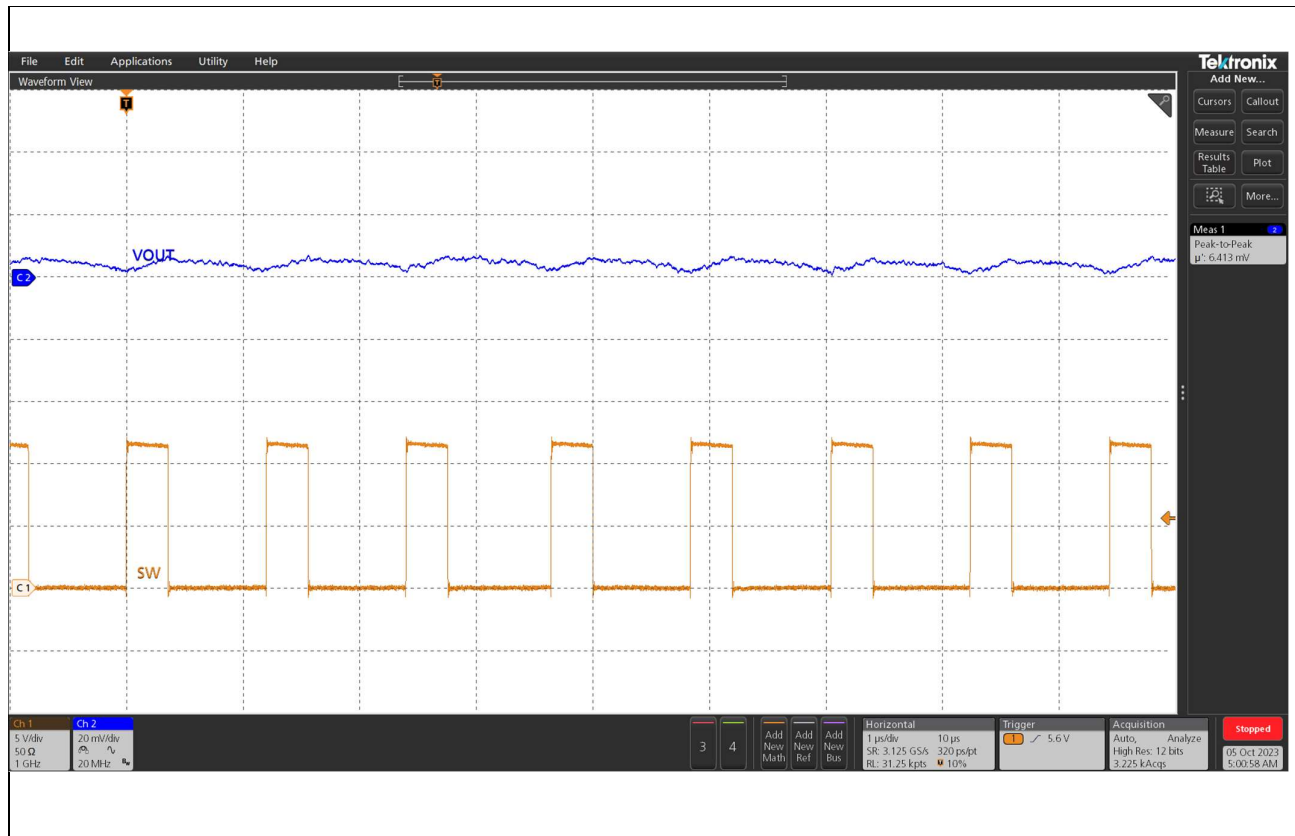 File Edit Applications Utility Help
Tektronix
Waveform View
Add New...
T
T
Cursors Callout
Measure Search
Results Table Plot
More...
Meas 1 2
Peak-to-Peak
µ': 6.413 mV
VOUT
C 2
SW
C 1
Ch 1
5 V/div
50 Ω
1 GHz
Ch 2
20 mV/div
20 MHz Bw
3
4
Add New Math
Add New Ref
Add New Bus
Horizontal
1 µs/div 10 µs
SR: 3.125 GS/s 320 ps/pt
RL: 31.25 kpts 10%
Trigger
1 5.6 V
Acquisition
Auto, Analyze
High Res: 12 bits
3.225 kAcqs
Stopped
05 Oct 2023
5:00:58 AM